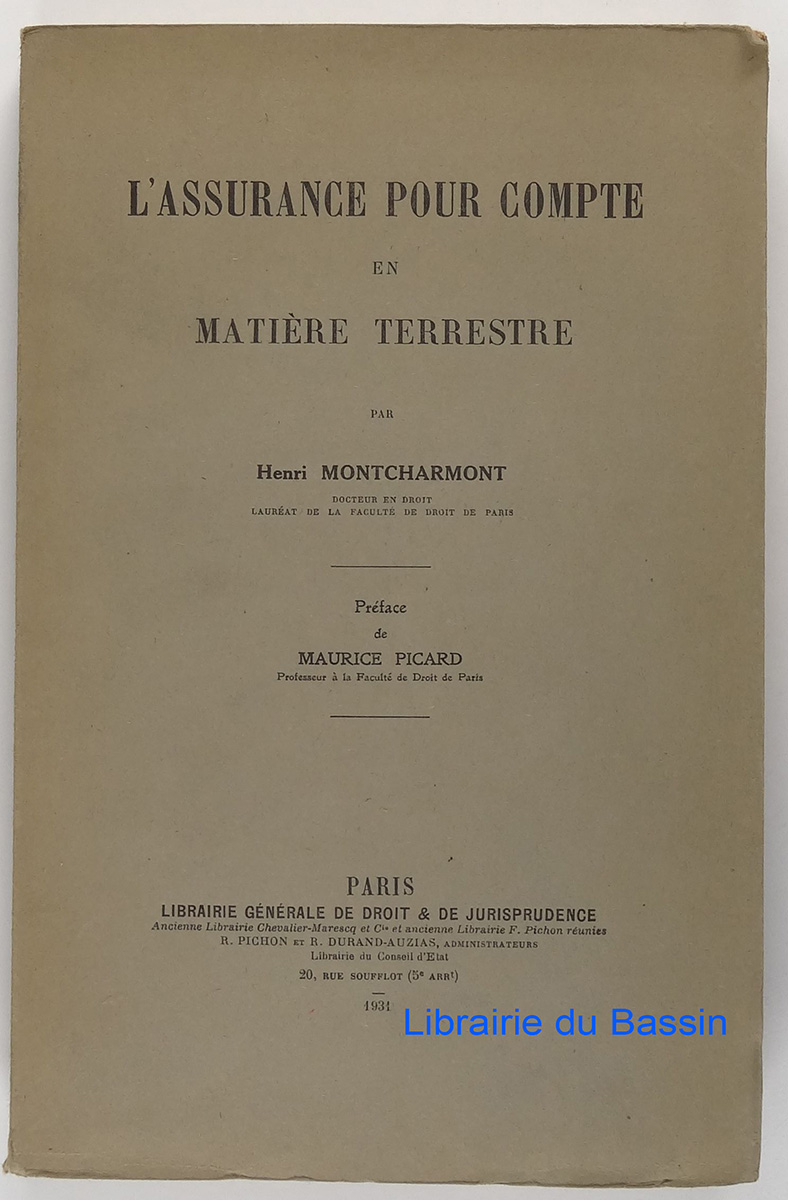 L'ASSURANCE POUR COMPTE
EN
MATIÈRE TERRESTRE
PAR
Henri MONTCHARMONT
DOCTEUR EN DROIT
LAURÉAT DE LA FACULTÉ DE DROIT DE PARIS
Préface
de
MAURICE PICARD
Professeur à la Faculté de Droit de Paris
PARIS
LIBRAIRIE GÉNÉRALE DE DROIT & DE JURISPRUDENCE
Ancienne Librairie Chevalier-Marescq et Cie et ancienne Librairie F. Pichon réunies
R. PICHON ET R. DURAND-AUZIAS, ADMINISTRATEURS
Librairie du Conseil d'Etat
20, RUE SOUFFLOT (5e ARRt)
1931
Librairie du Bassin